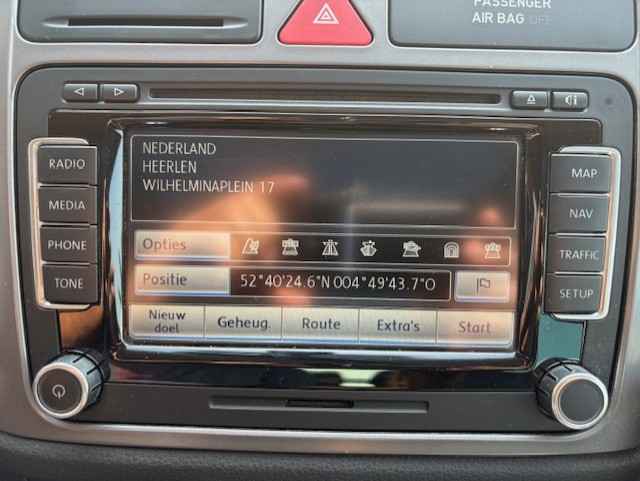 PASSENGER
AIR BAG OFF
RADIO
MEDIA
PHONE
TONE
NEDERLAND
HEERLEN
WILHELMINAPLEIN 17
Opties
Positie
52°40'24.6"N 004°49'43.7"O
Nieuw
doel
Geheug.
Route
Extra's
Start
MAP
NAV
TRAFFIC
SETUP